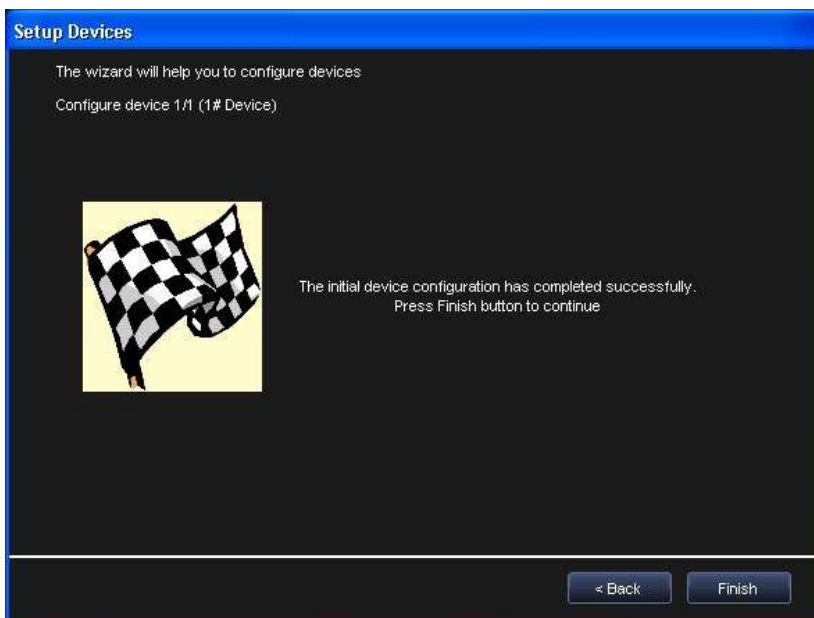 Setup Devices
The wizard will help you to configure devices
Configure device 1/1 (1# Device)
The initial device configuration has completed successfully.
Press Finish button to continue
< Back
Finish